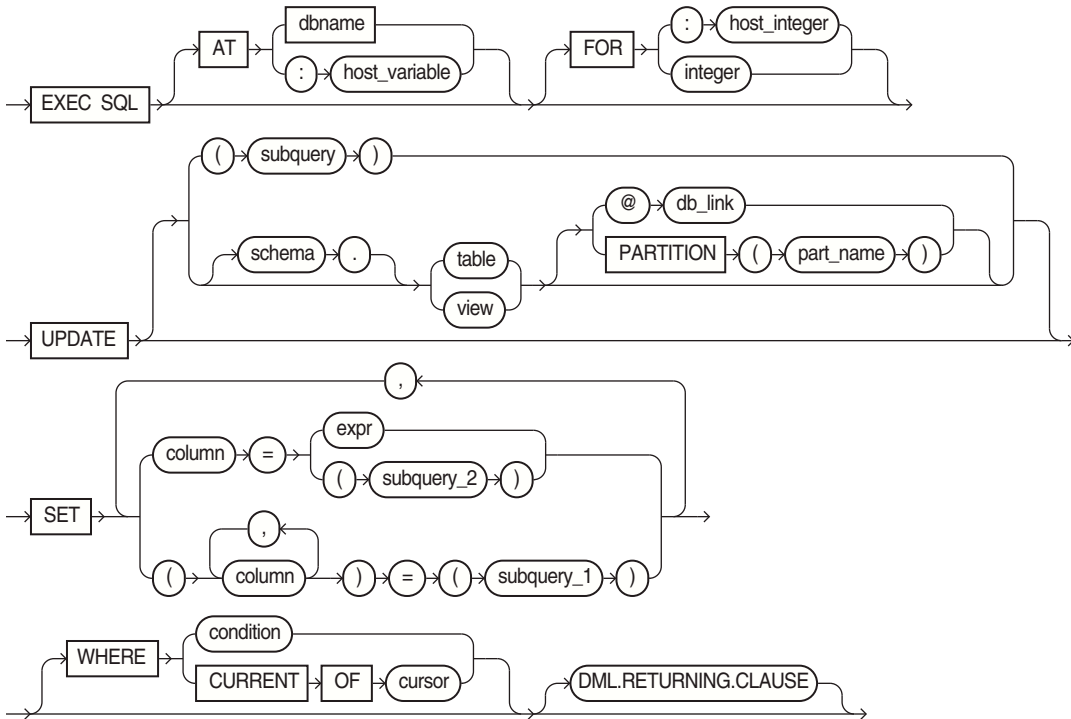 dbname
AT
: host_variable
: host_integer
FOR
integer
EXEC SQL
( subquery )
@ db_link
schema .
table
PARTITION ( part_name )
view
UPDATE
,
column = expr
( subquery_2 )
SET
,
( column ) = ( subquery_1 )
condition
WHERE
CURRENT OF cursor
DML.RETURNING.CLAUSE